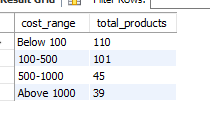 Result Grid Filter Rows:
cost_range total_products
Below 100 110
100-500 101
500-1000 45
Above 1000 39